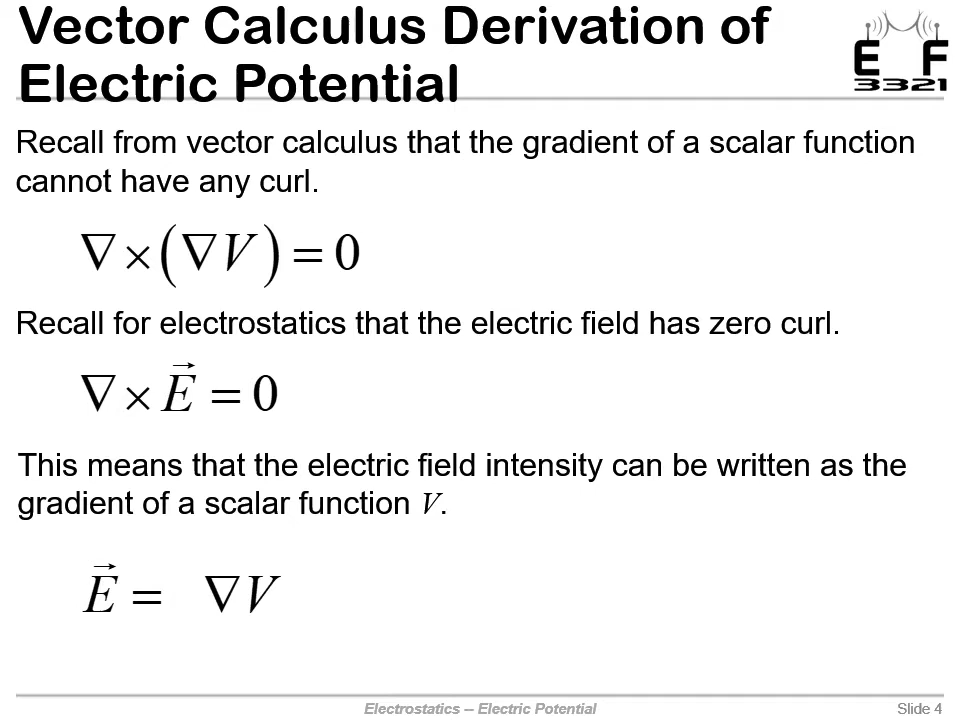 Vector Calculus Derivation of
Electric Potential
E F
3321
Recall from vector calculus that the gradient of a scalar function
cannot have any curl.
∇ × (∇V) = 0
Recall for electrostatics that the electric field has zero curl.
∇ × E⃗ = 0
This means that the electric field intensity can be written as the
gradient of a scalar function V.
E⃗ = ∇V
Electrostatics -- Electric Potential
Slide 4